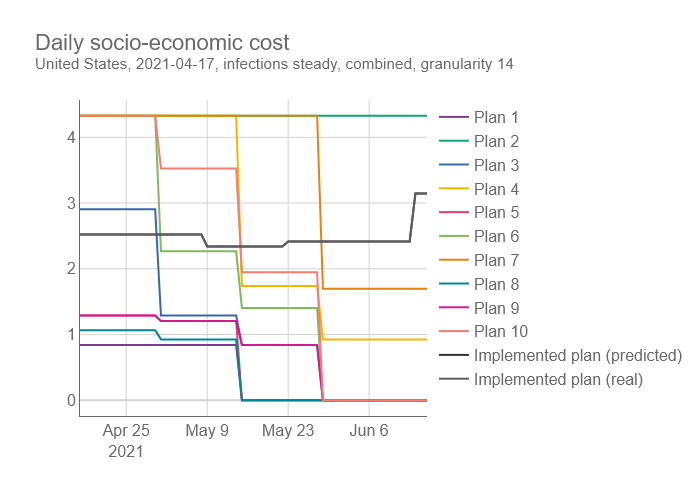 Daily socio-economic cost
United States, 2021-04-17, infections steady, combined, granularity 14
4
3
2
1
0
Apr 25
2021
May 9
May 23
Jun 6
Plan 1
Plan 2
Plan 3
Plan 4
Plan 5
Plan 6
Plan 7
Plan 8
Plan 9
Plan 10
Implemented plan (predicted)
Implemented plan (real)